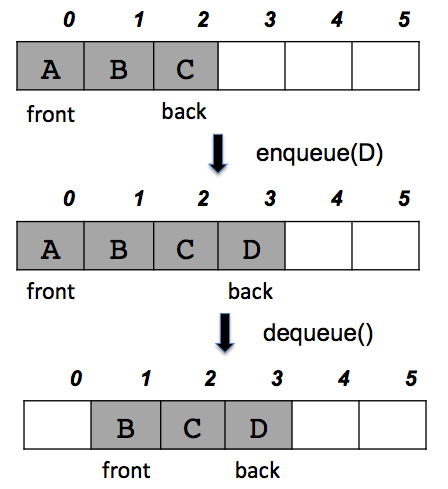 0 1 2 3 4 5
A B C
front back
enqueue(D)
0 1 2 3 4 5
A B C D
front back
dequeue()
0 1 2 3 4 5
B C D
front back